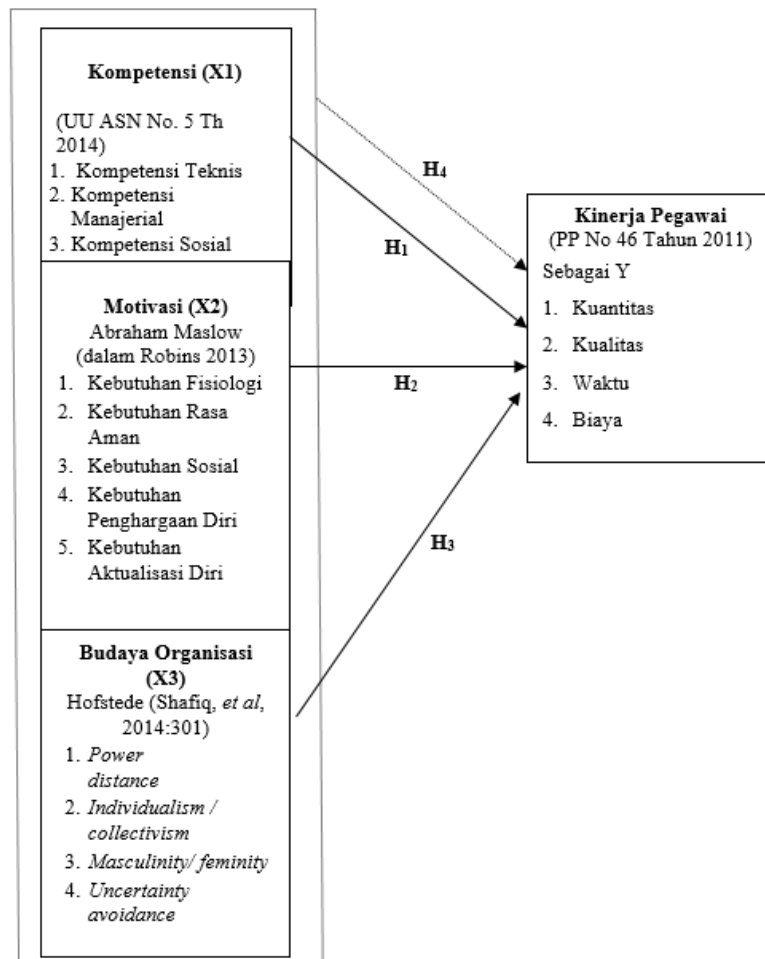 Kompetensi (X1)
(UU ASN No. 5 Th
2014)
1. Kompetensi Teknis
2. Kompetensi
Manajerial
3. Kompetensi Sosial
Motivasi (X2)
Abraham Maslow
(dalam Robins 2013)
1. Kebutuhan Fisiologi
2. Kebutuhan Rasa
Aman
3. Kebutuhan Sosial
4. Kebutuhan
Penghargaan Diri
5. Kebutuhan
Aktualisasi Diri
Budaya Organisasi
(X3)
Hofstede (Shafiq, et al,
2014:301)
1. Power
distance
2. Individualism /
collectivism
3. Masculinity/ feminity
4. Uncertainty
avoidance
H4
H1
H2
H3
Kinerja Pegawai
(PP No 46 Tahun 2011)
Sebagai Y
1. Kuantitas
2. Kualitas
3. Waktu
4. Biaya